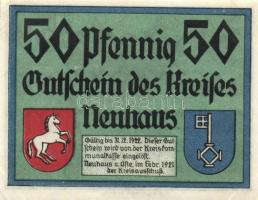 50 Pfennig 50
Gutschein des Kreises
Neuhaus
Gültig bis 31.12.1922. Dieser Gut
schein wird von der Kreiskom
munalkasse eingelöst.
Neuhaus a. Oste, im Febr. 1921.
der Kreisausschuß.